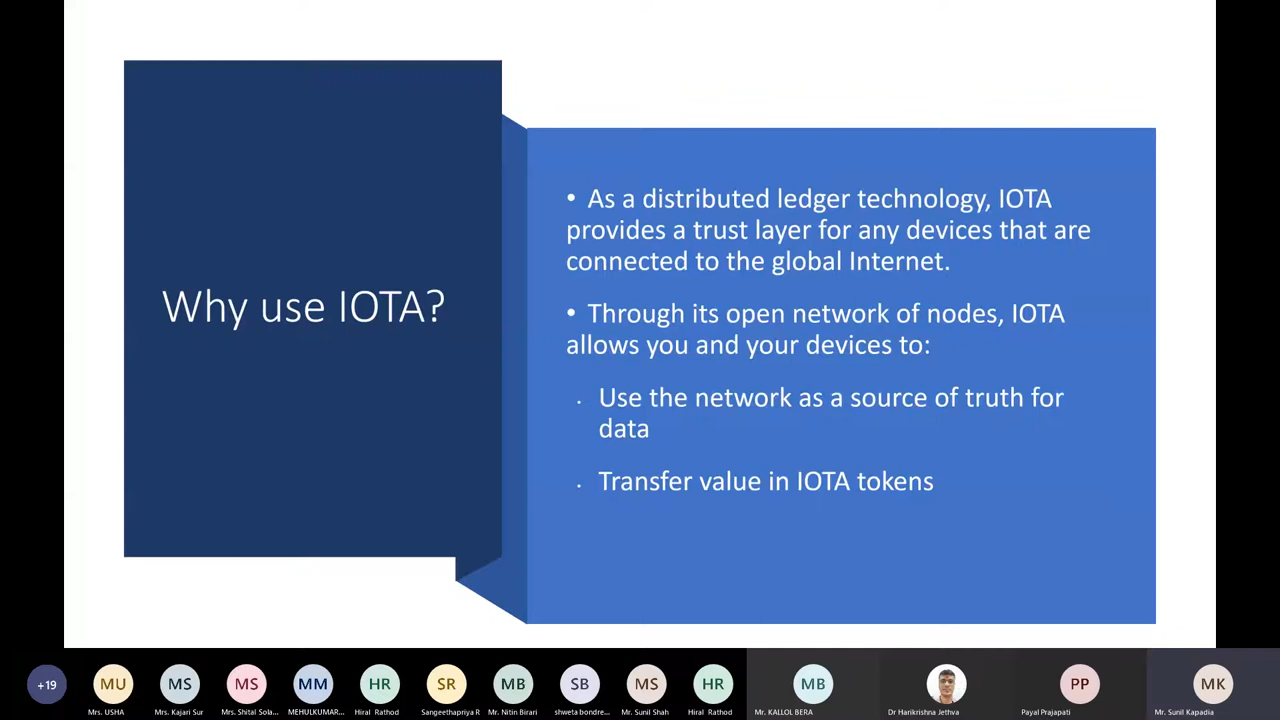 Why use IOTA?
• As a distributed ledger technology, IOTA
provides a trust layer for any devices that are
connected to the global Internet.
• Through its open network of nodes, IOTA
allows you and your devices to:
• Use the network as a source of truth for
data
• Transfer value in IOTA tokens
+19
MU
MS
MS
MM
HR
SR
MB
SB
MS
HR
MB
PP
MK
Mrs. USHA
Mrs. Kajari Sur
Mrs. Shital Sola...
MEHULKUMAR...
Hiral Rathod
Sangeethapriya R
Mr. Nitin Birari
shweta bondre...
Mr. Sunil Shah
Hiral Rathod
Mr. KALLOL BERA
Dr Harikrishna Jethva
Payal Prajapati
Mr. Sunil Kapadia